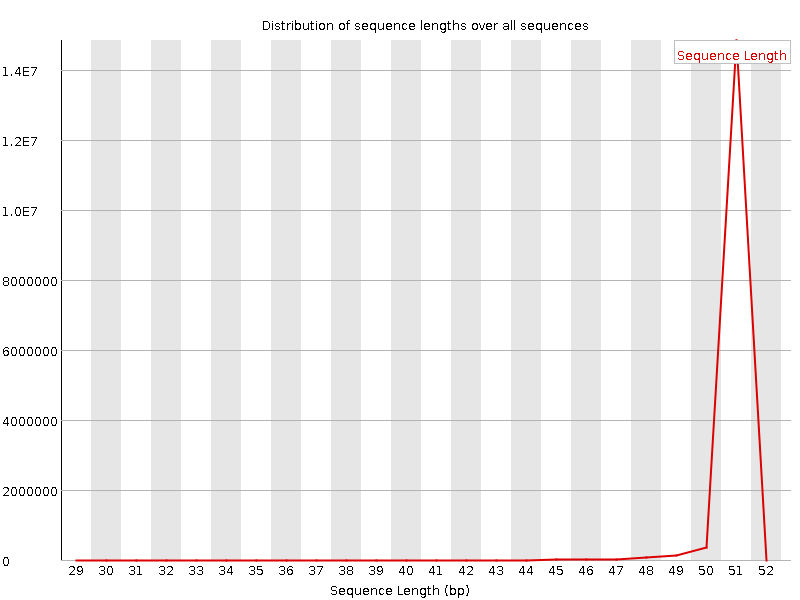 Distribution of sequence lengths over all sequences
Sequence Length
1.4E7
1.2E7
1.0E7
8000000
6000000
4000000
2000000
0
29 30 31 32 33 34 35 36 37 38 39 40 41 42 43 44 45 46 47 48 49 50 51 52
Sequence Length (bp)